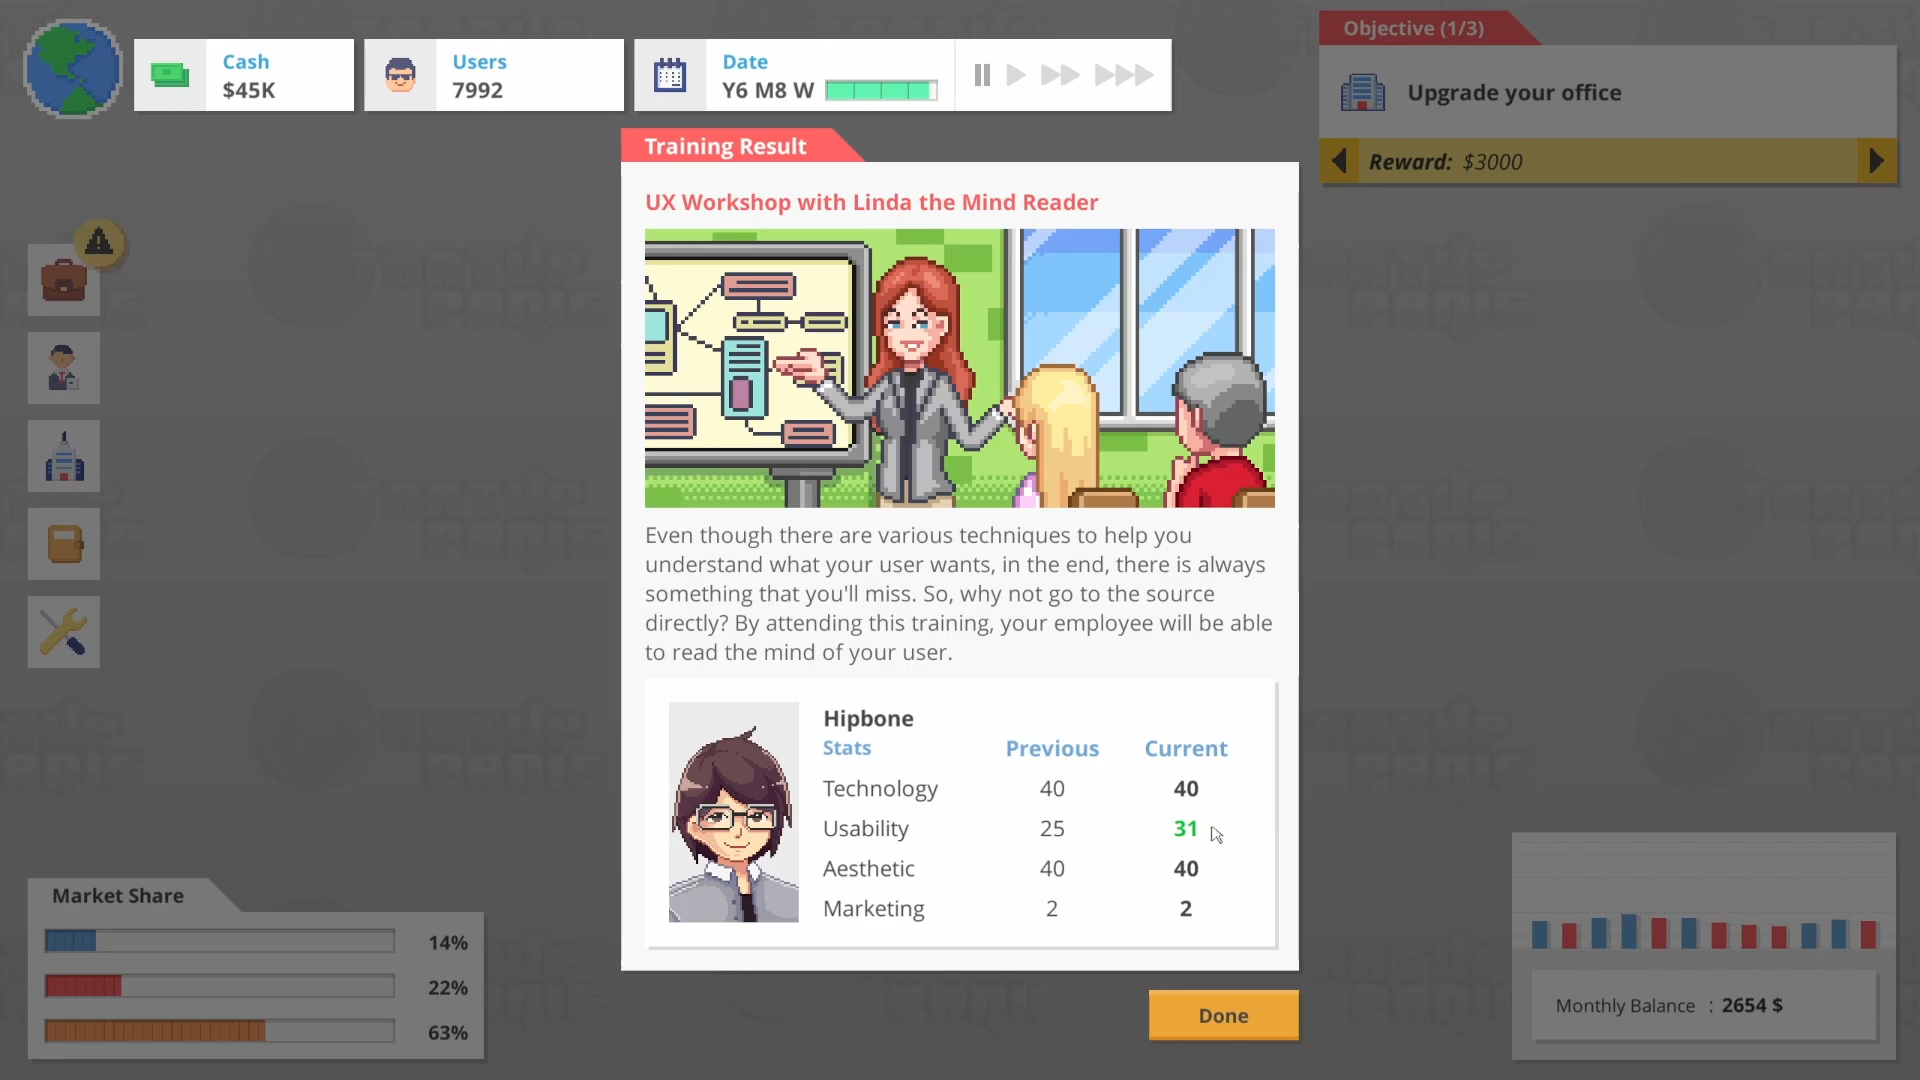 Cash
$45K
Users
7992
Date
Y6 M8 W
Objective (1/3)
Upgrade your office
Reward: $3000
Training Result
UX Workshop with Linda the Mind Reader
Even though there are various techniques to help you
understand what your user wants, in the end, there is always
something that you'll miss. So, why not go to the source
directly? By attending this training, your employee will be able
to read the mind of your user.
Hipbone
Stats Previous Current
Technology 40 40
Usability 25 31
Aesthetic 40 40
Marketing 2 2
Done
Market Share
14%
22%
63%
Monthly Balance : 2654 $